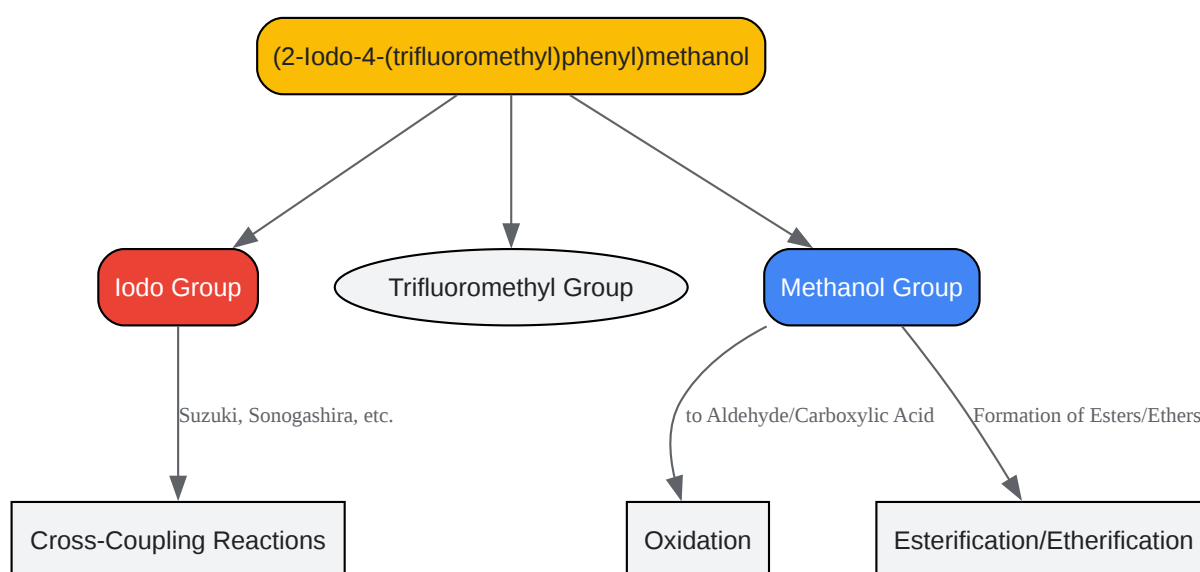 (2-Iodo-4-(trifluoromethyl)phenyl)methanol
Iodo Group
Trifluoromethyl Group
Methanol Group
Suzuki, Sonogashira, etc.
to Aldehyde/Carboxylic Acid
Formation of Esters/Ethers
Cross-Coupling Reactions
Oxidation
Esterification/Etherification